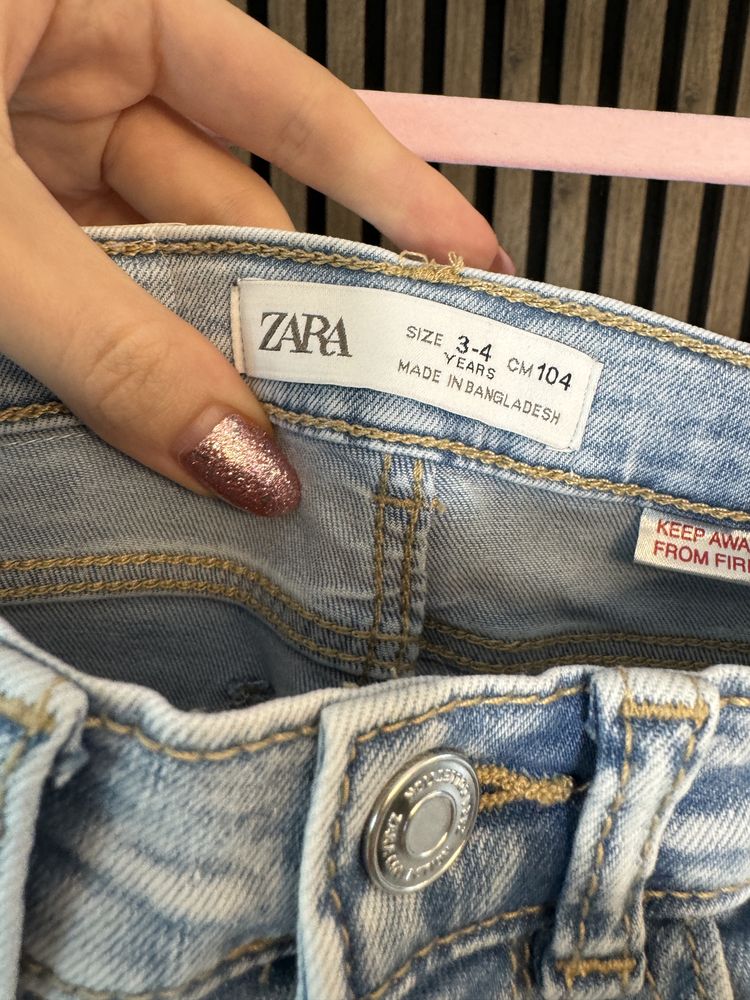 ZARA
SIZE 3-4 CM 104
YEARS
MADE IN BANGLADESH
KEEP AWA
FROM FIR